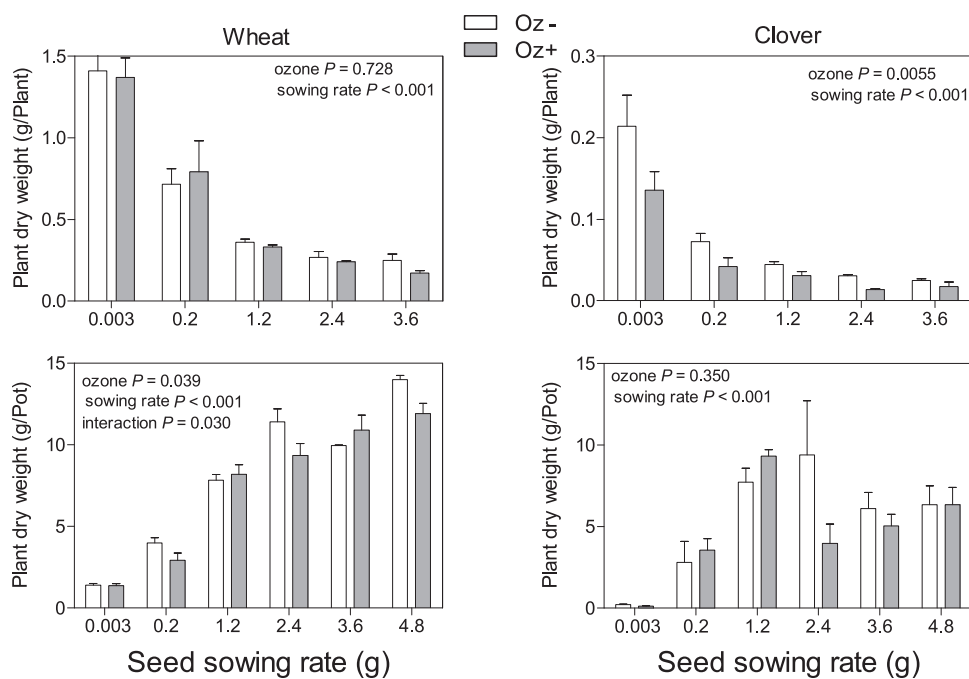 Oz -
Oz+
Wheat
Clover
Plant dry weight (g/Plant)
1.5
1.0
0.5
0.0
ozone P = 0.728
sowing rate P < 0.001
0.003 0.2 1.2 2.4 3.6
Plant dry weight (g/Plant)
0.3
0.2
0.1
0.0
ozone P = 0.0055
sowing rate P < 0.001
0.003 0.2 1.2 2.4 3.6
Plant dry weight (g/Pot)
15
10
5
0
ozone P = 0.039
sowing rate P < 0.001
interaction P = 0.030
0.003 0.2 1.2 2.4 3.6 4.8
Seed sowing rate (g)
Plant dry weight (g/Pot)
15
10
5
0
ozone P = 0.350
sowing rate P < 0.001
0.003 0.2 1.2 2.4 3.6 4.8
Seed sowing rate (g)